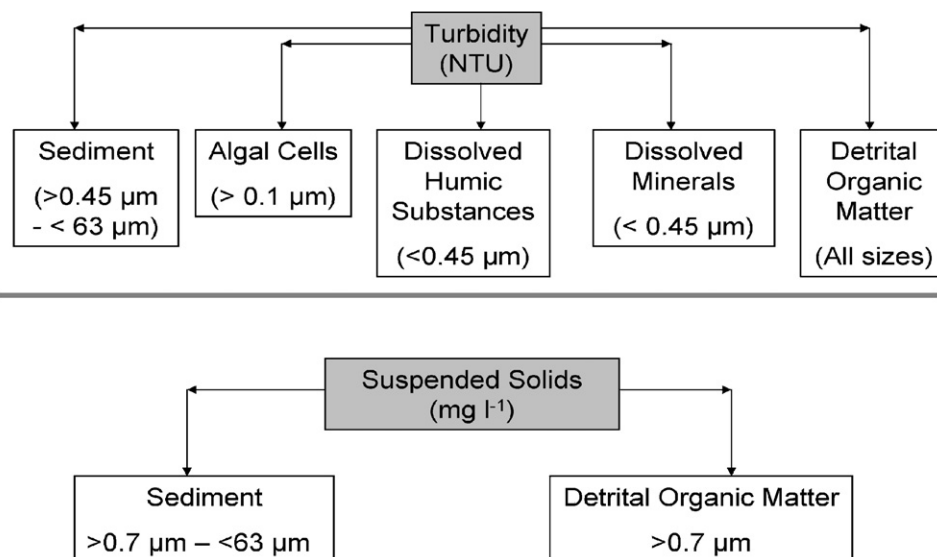 Turbidity
(NTU)
Sediment
(>0.45 µm
- < 63 µm)
Algal Cells
(> 0.1 µm)
Dissolved
Humic
Substances
(<0.45 µm)
Dissolved
Minerals
(< 0.45 µm)
Detrital
Organic
Matter
(All sizes)
Suspended Solids
(mg l⁻¹)
Sediment
>0.7 µm – <63 µm
Detrital Organic Matter
>0.7 µm